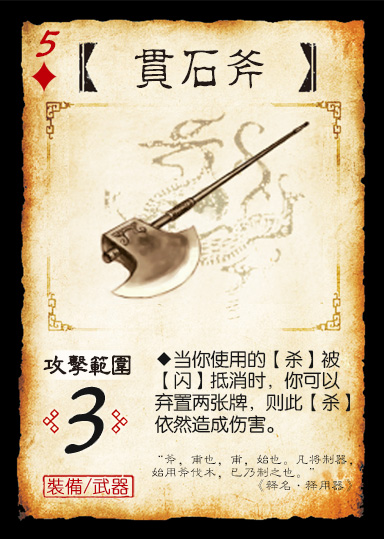 5
【貫石斧】
攻擊範圍
3
裝備/武器
◆当你使用的【杀】被
【闪】抵消时，你可以
弃置两张牌，则此【杀】
依然造成伤害。
“斧，甫也，甫，始也。凡将制器，
始用斧伐木，已乃制之也。”
《释名·释用器》